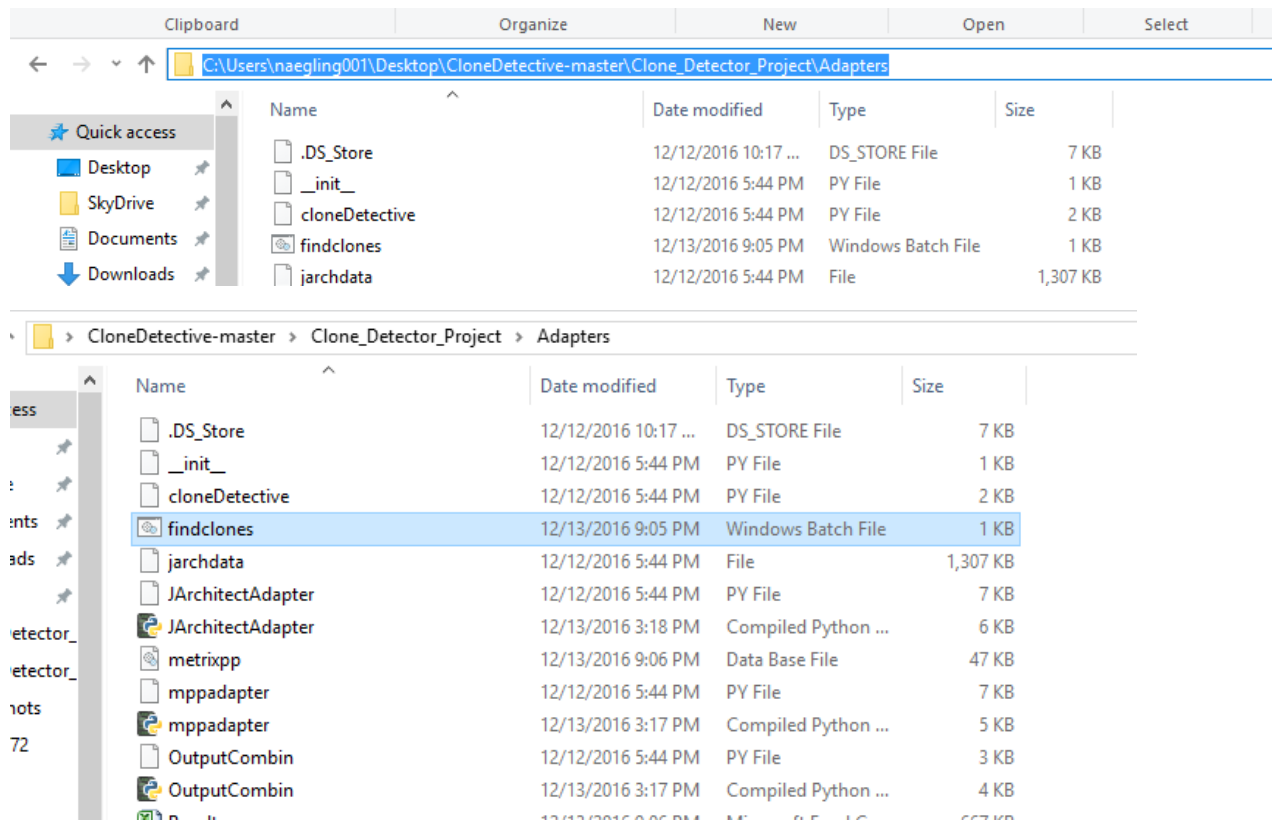 Clipboard Organize New Open Select
C:\Users\naegling001\Desktop\CloneDetective-master\Clone_Detector_Project\Adapters
Name Date modified Type Size
Quick access
Desktop
SkyDrive
Documents
Downloads
.DS_Store 12/12/2016 10:17 ... DS_STORE File 7 KB
__init__ 12/12/2016 5:44 PM PY File 1 KB
cloneDetective 12/12/2016 5:44 PM PY File 2 KB
findclones 12/13/2016 9:05 PM Windows Batch File 1 KB
jarchdata 12/12/2016 5:44 PM File 1,307 KB
CloneDetective-master > Clone_Detector_Project > Adapters
Name Date modified Type Size
ess
ents
ads
etector_
etector_
nots
72
.DS_Store 12/12/2016 10:17 ... DS_STORE File 7 KB
__init__ 12/12/2016 5:44 PM PY File 1 KB
cloneDetective 12/12/2016 5:44 PM PY File 2 KB
findclones 12/13/2016 9:05 PM Windows Batch File 1 KB
jarchdata 12/12/2016 5:44 PM File 1,307 KB
JArchitectAdapter 12/12/2016 5:44 PM PY File 7 KB
JArchitectAdapter 12/13/2016 3:18 PM Compiled Python ... 6 KB
metrixpp 12/13/2016 9:06 PM Data Base File 47 KB
mppadapter 12/12/2016 5:44 PM PY File 7 KB
mppadapter 12/13/2016 3:17 PM Compiled Python ... 5 KB
OutputCombin 12/12/2016 5:44 PM PY File 3 KB
OutputCombin 12/13/2016 3:17 PM Compiled Python ... 4 KB